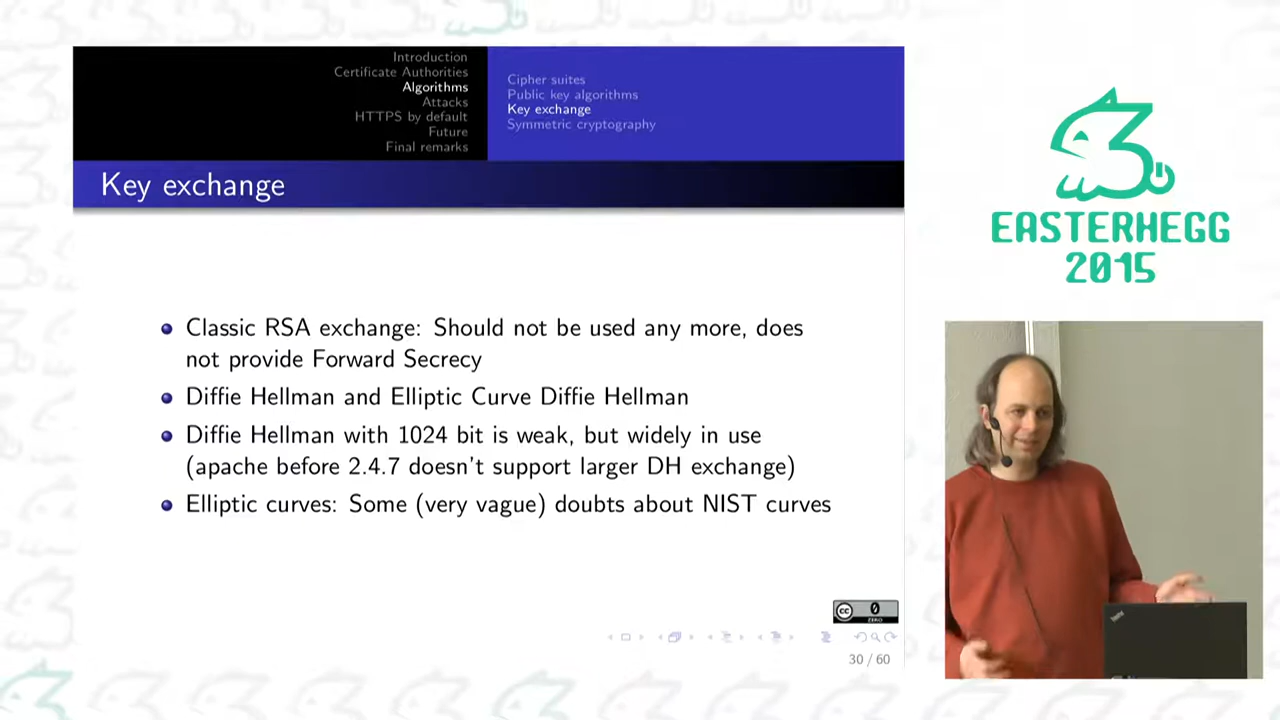 Introduction
Certificate Authorities
Algorithms
Attacks
HTTPS by default
Future
Final remarks
Cipher suites
Public key algorithms
Key exchange
Symmetric cryptography
Key exchange
Classic RSA exchange: Should not be used any more, does
not provide Forward Secrecy
Diffie Hellman and Elliptic Curve Diffie Hellman
Diffie Hellman with 1024 bit is weak, but widely in use
(apache before 2.4.7 doesn't support larger DH exchange)
Elliptic curves: Some (very vague) doubts about NIST curves
cc 0
ZERO
30 / 60
EASTERHEGG
2015
ThinkPad